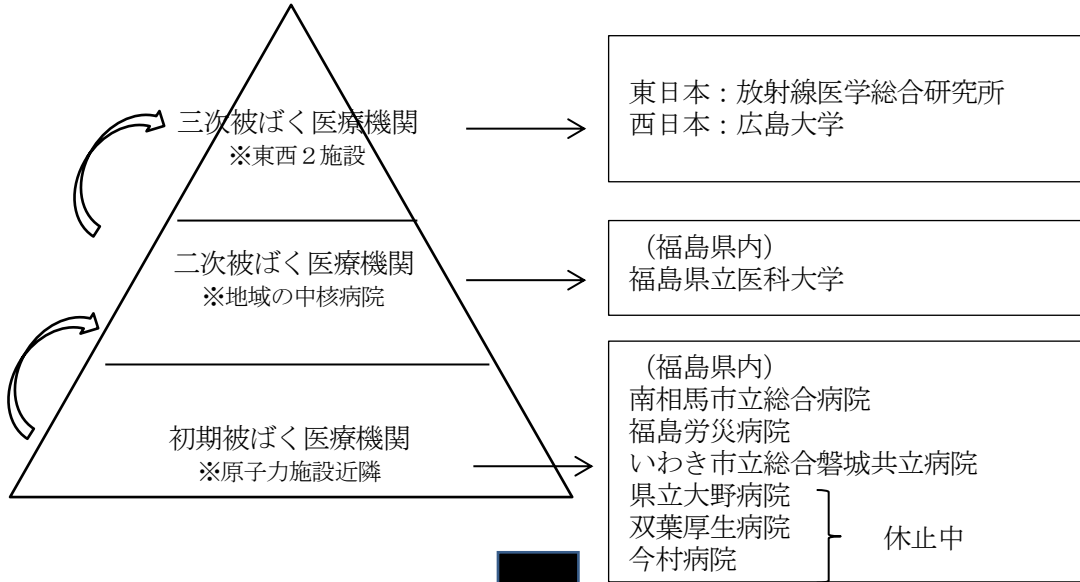 三次被ばく医療機関
※東西２施設
東日本：放射線医学総合研究所
西日本：広島大学
二次被ばく医療機関
※地域の中核病院
（福島県内）
福島県立医科大学
初期被ばく医療機関
※原子力施設近隣
（福島県内）
南相馬市立総合病院
福島労災病院
いわき市立総合磐城共立病院
県立大野病院
双葉厚生病院
今村病院
休止中